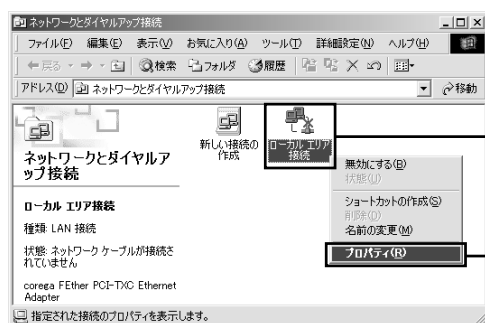 ネットワークとダイヤルアップ接続
ファイル(F) 編集(E) 表示(V) お気に入り(A) ツール(T) 詳細設定(N) ヘルプ(H)
戻る 検索 フォルダ 履歴
アドレス(D) ネットワークとダイヤルアップ接続 移動
ネットワークとダイヤルア
ップ接続
新しい接続の
作成
ローカル エリア
接続
ローカル エリア接続
種類: LAN 接続
状態: ネットワーク ケーブルが接続さ
れていません
corega FEther PCI-TXC Ethernet
Adapter
無効にする(B)
状態(U)
ショートカットの作成(S)
削除(D)
名前の変更(M)
プロパティ(R)
指定された接続のプロパティを表示します。